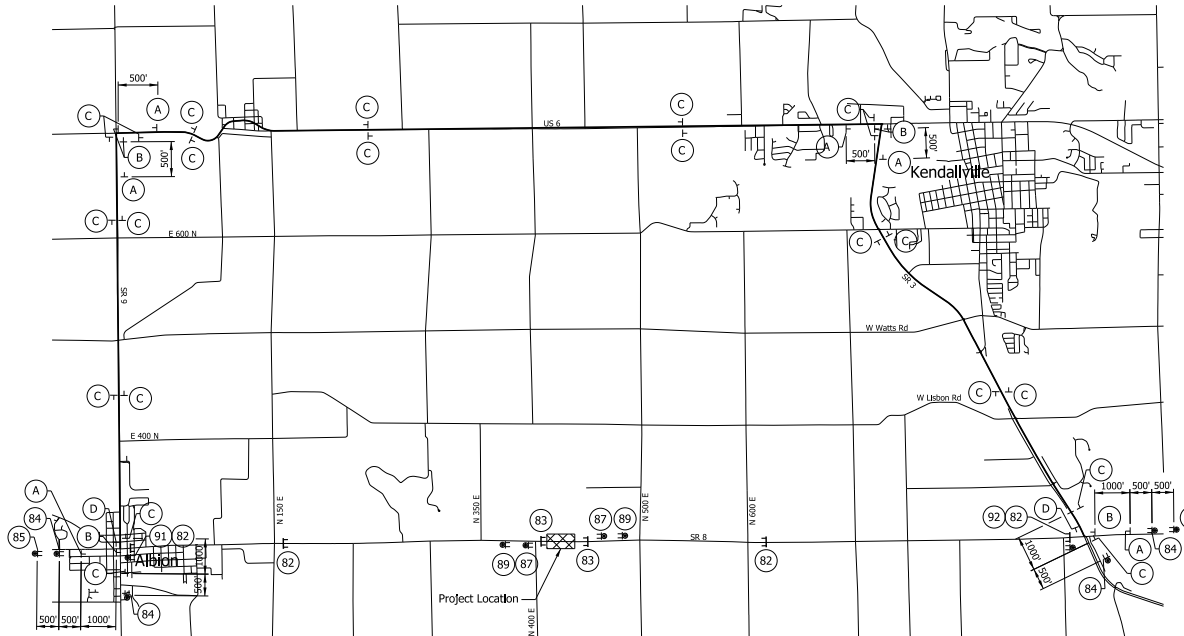 500'
A
C
C
C
C
US 6
C
B
A
500'
500'
B
500'
C
C
C
A
Kendallville
A
C
C
E 600 N
C
C
SR 9
SR 3
W Watts Rd
C
C
C
C
W Lisbon Rd
E 400 N
A
D
C
84
B
91
82
85
Albion
1000'
500'
C
84
500'
500'
1000'
N 150 E
82
N 350 E
83
87
89
N 500 E
N 600 E
SR 8
89
87
83
82
Project Location
N 400 E
C
1000'
500'
500'
D
B
92
82
A
84
1000'
500'
C
84